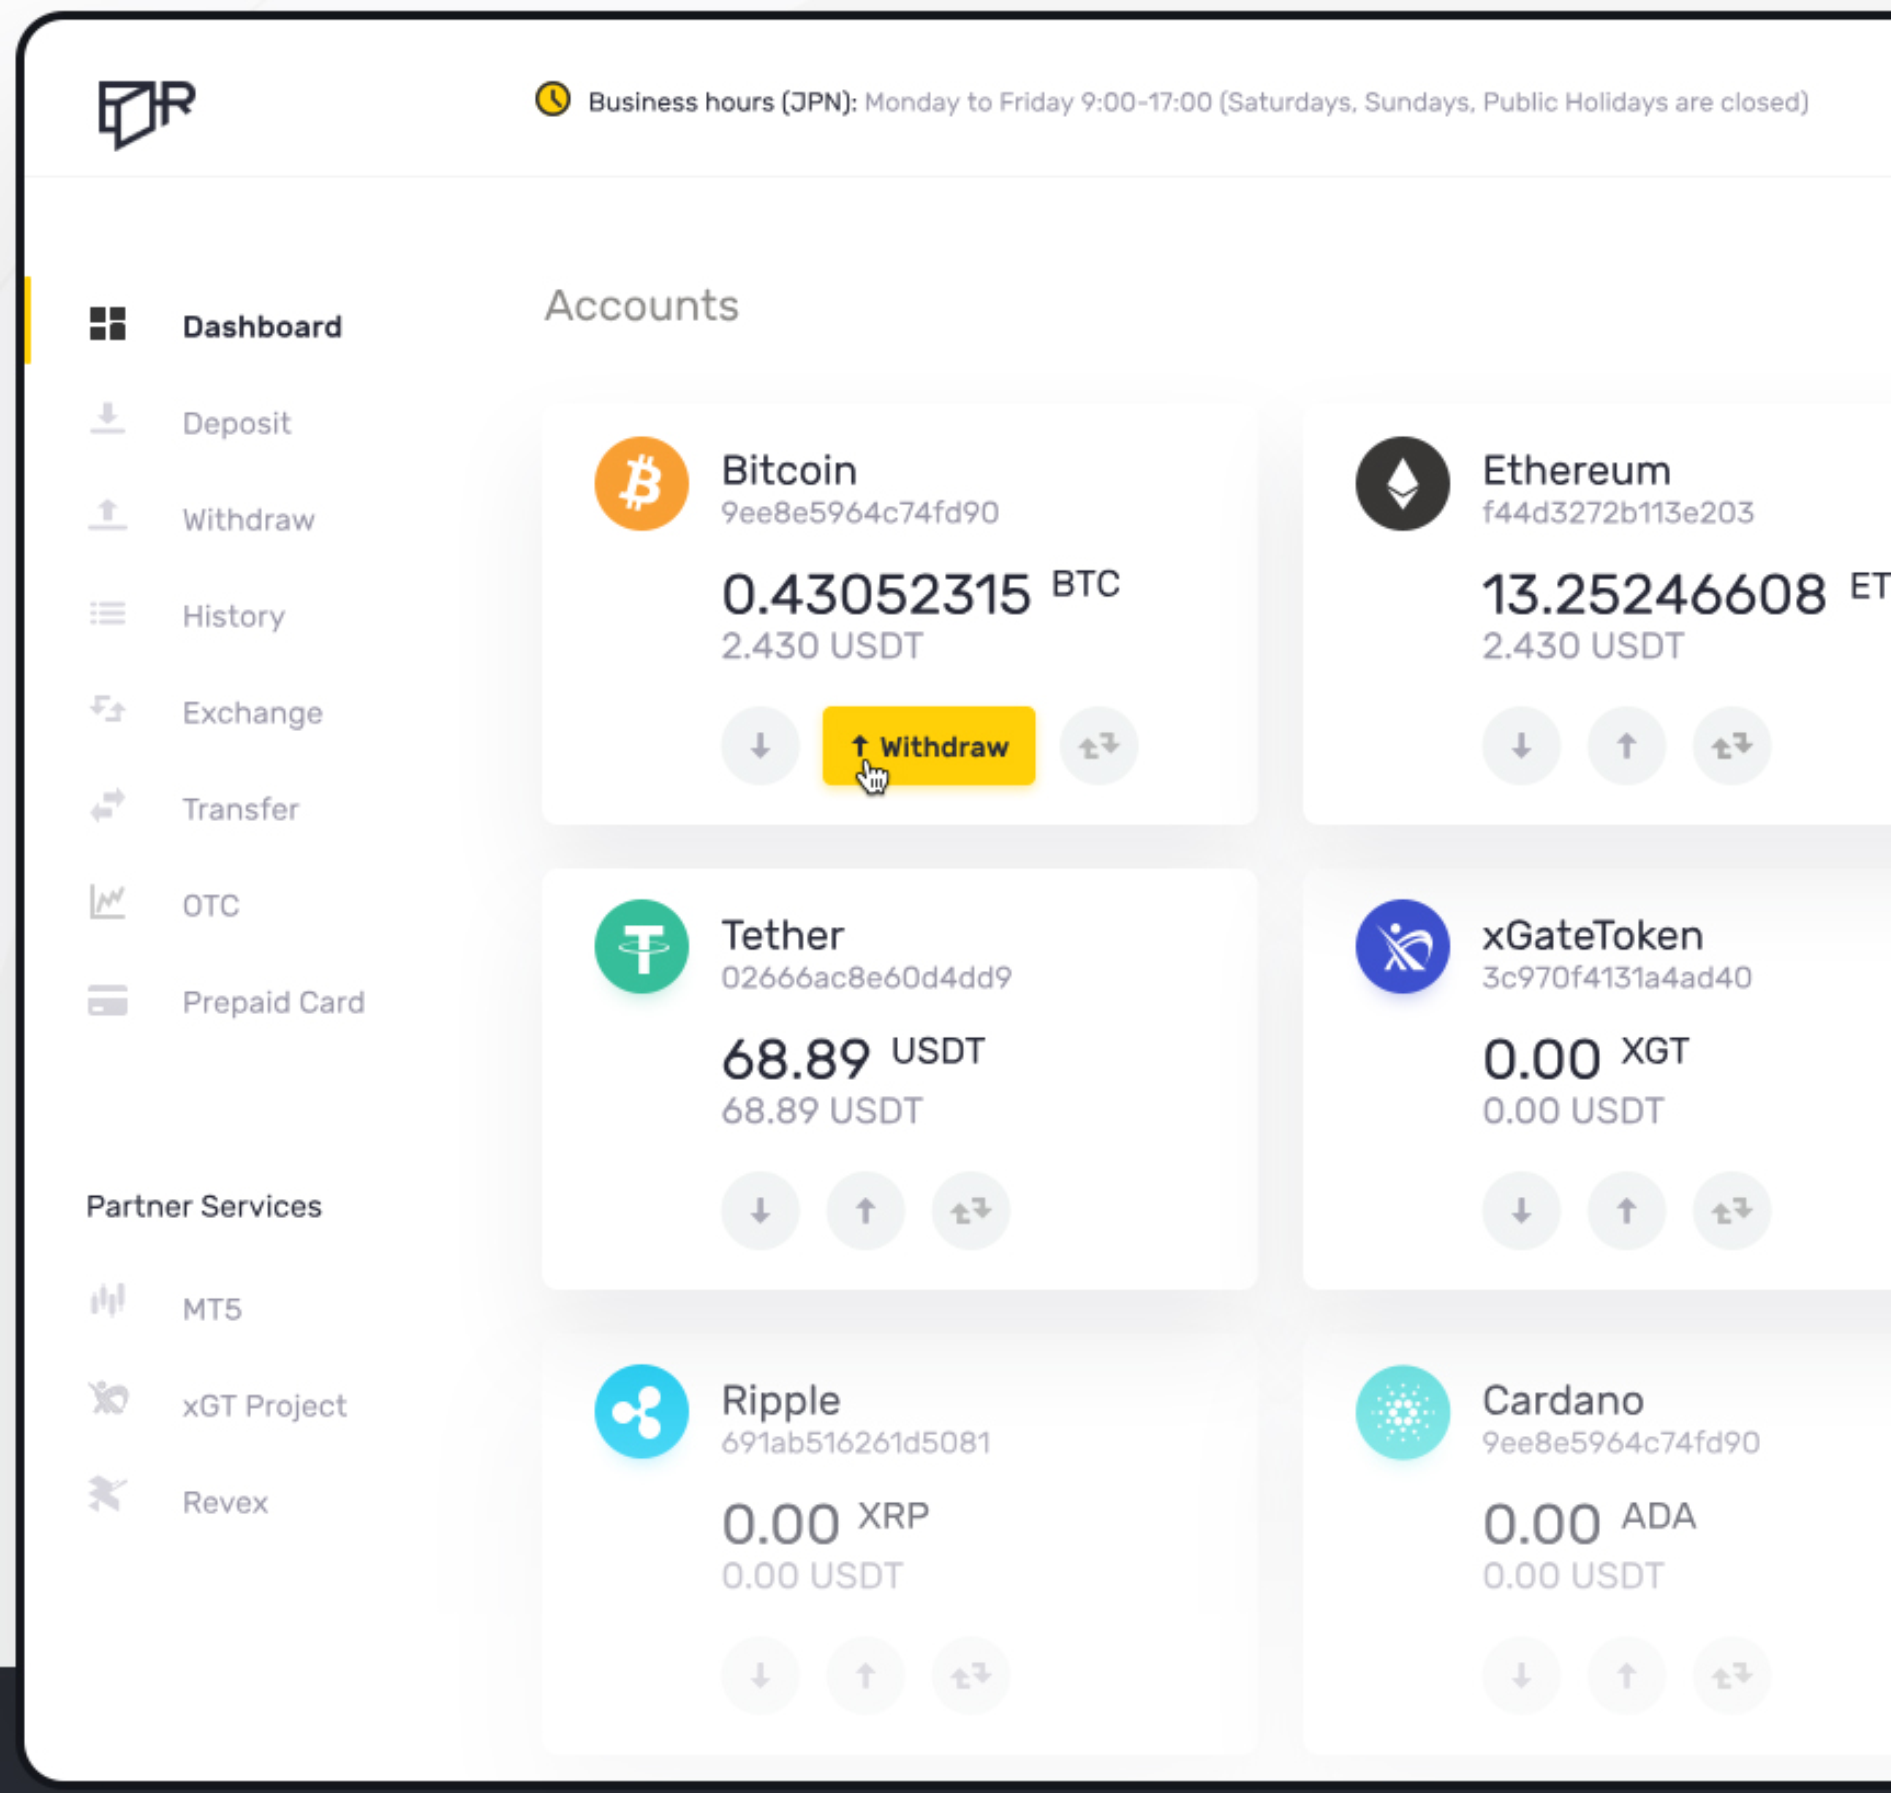 Business hours (JPN): Monday to Friday 9:00-17:00 (Saturdays, Sundays, Public Holidays are closed)
Dashboard
Deposit
Withdraw
History
Exchange
Transfer
OTC
Prepaid Card
Partner Services
MT5
xGT Project
Revex
Accounts
Bitcoin
9ee8e5964c74fd90
0.43052315 BTC
2.430 USDT
Withdraw
Ethereum
f44d3272b113e203
13.25246608 ET
2.430 USDT
Tether
02666ac8e60d4dd9
68.89 USDT
68.89 USDT
xGateToken
3c970f4131a4ad40
0.00 XGT
0.00 USDT
Ripple
691ab516261d5081
0.00 XRP
0.00 USDT
Cardano
9ee8e5964c74fd90
0.00 ADA
0.00 USDT